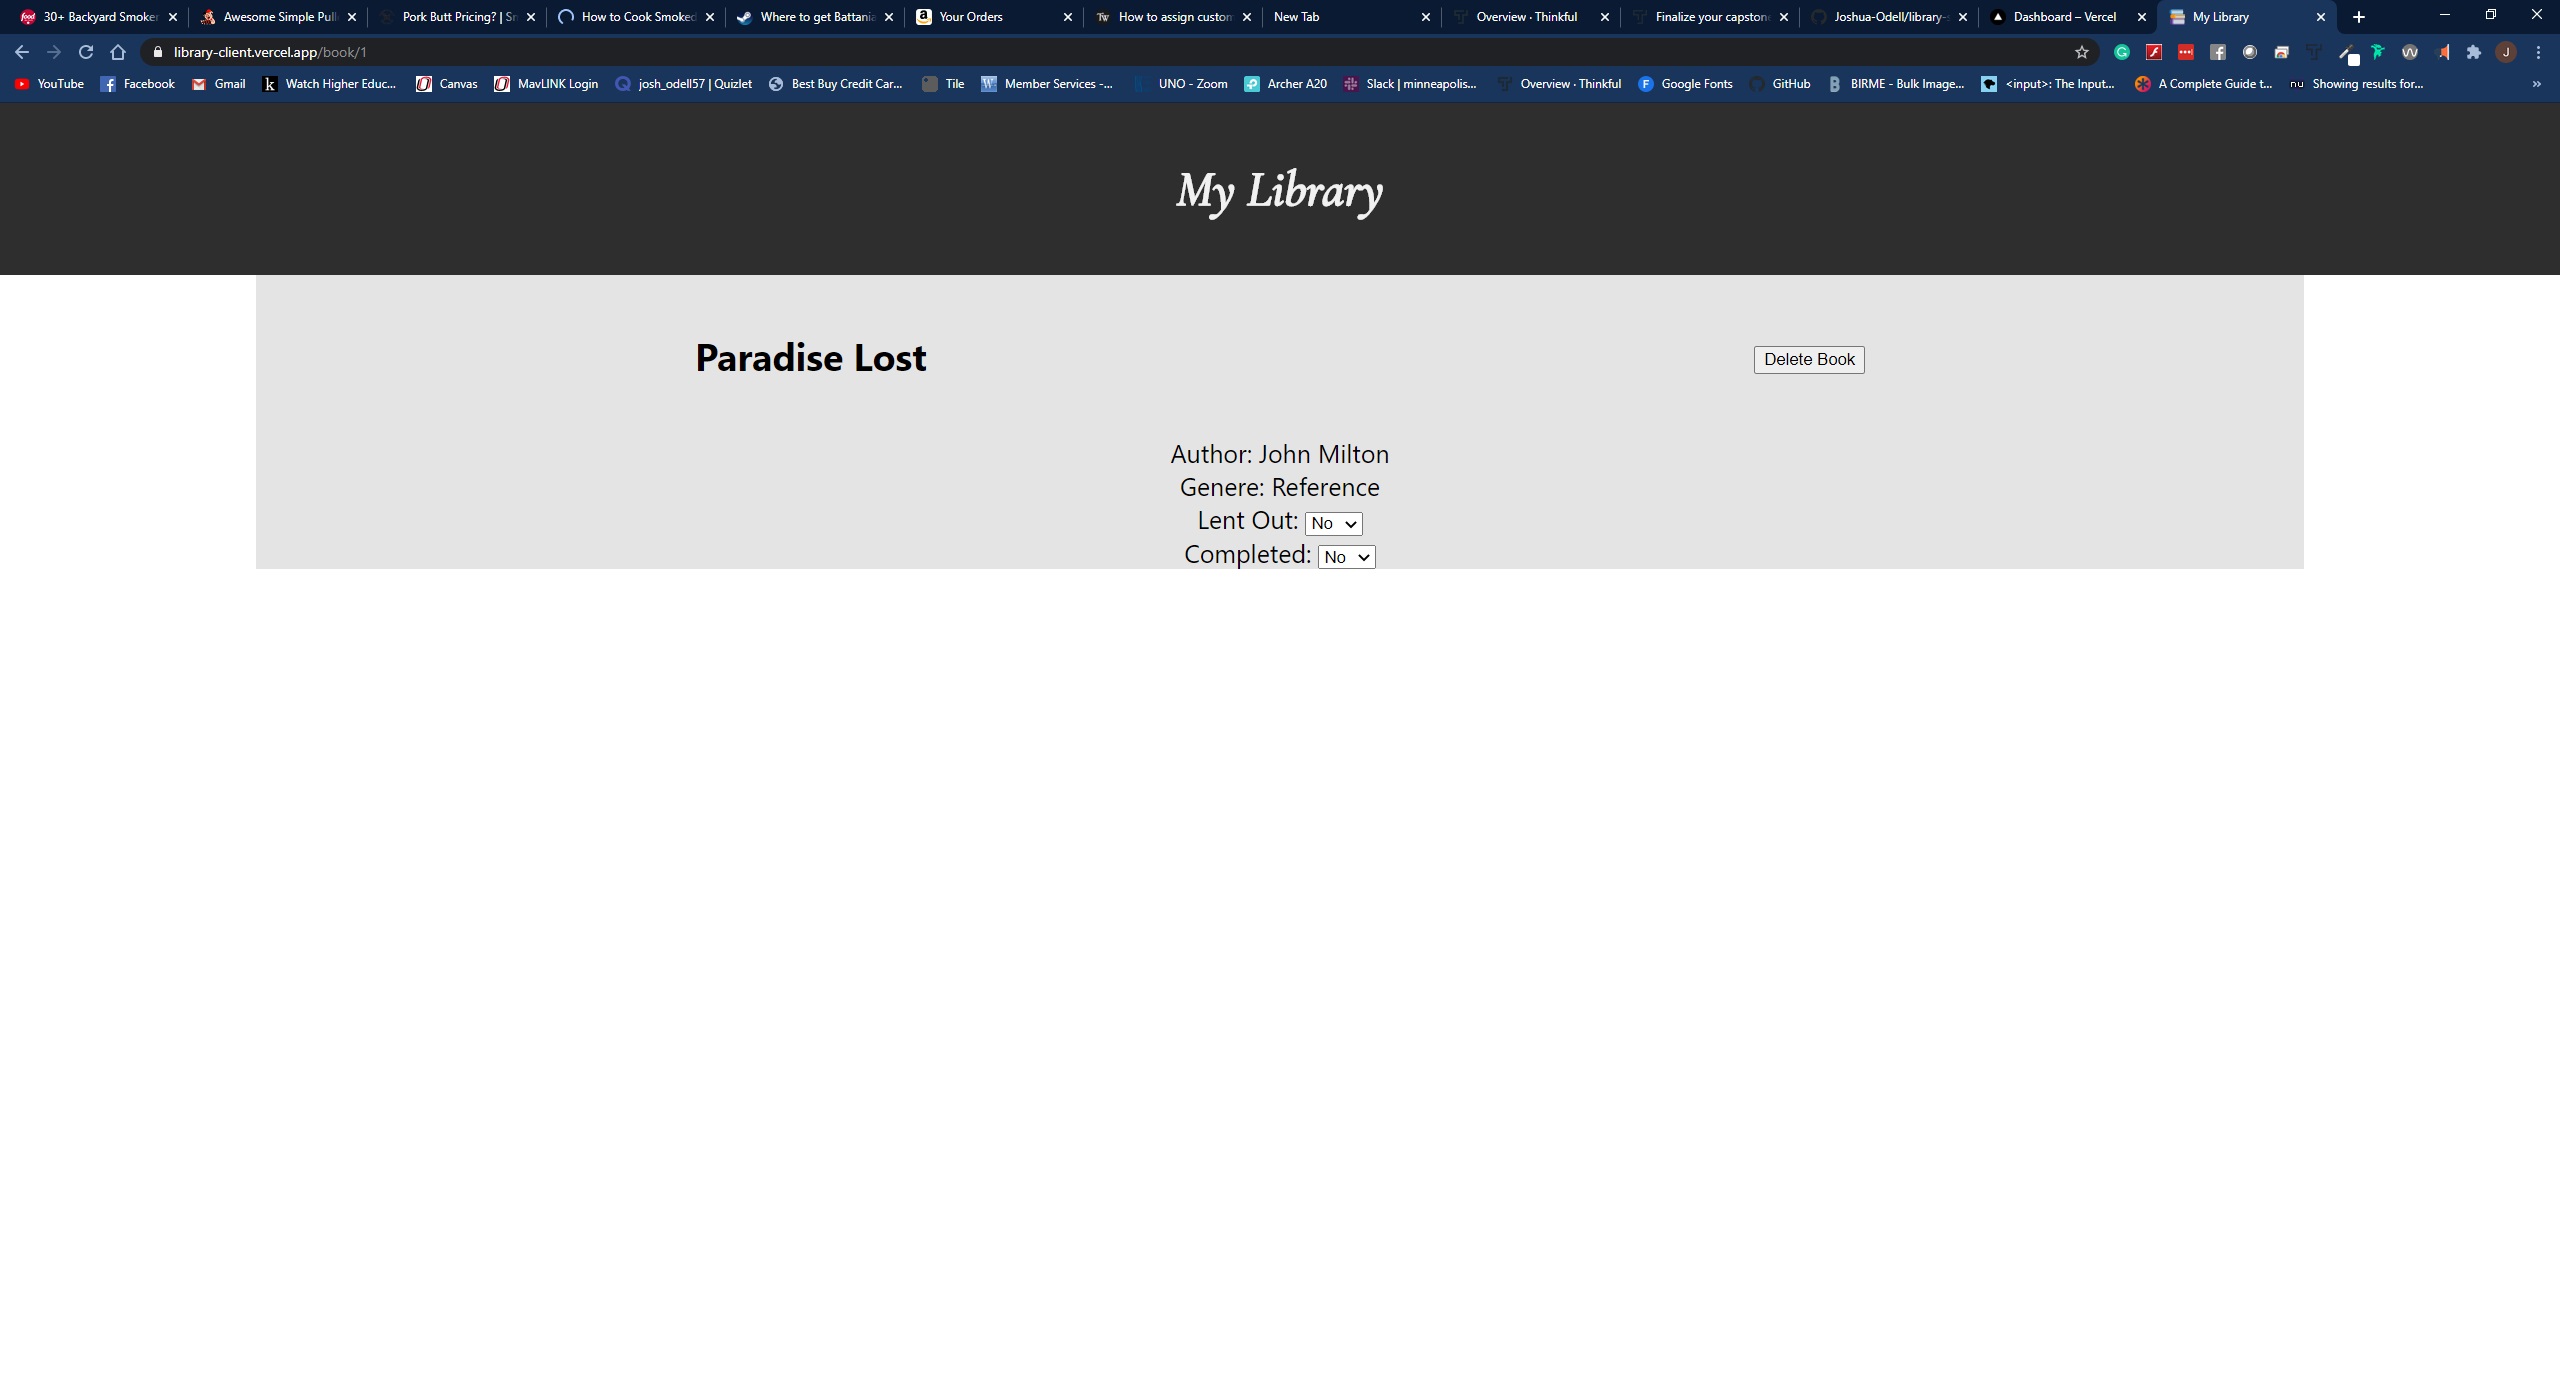 30+ Backyard Smoker
Awesome Simple Pull
Pork Butt Pricing? | Sm
How to Cook Smoked
Where to get Battania
Your Orders
How to assign custom
New Tab
Overview · Thinkful
Finalize your capstone
Joshua-Odell/library-s
Dashboard – Vercel
My Library
library-client.vercel.app/book/1
YouTube
Facebook
Gmail
Watch Higher Educ...
Canvas
MavLINK Login
josh_odell57 | Quizlet
Best Buy Credit Car...
Tile
Member Services -...
UNO - Zoom
Archer A20
Slack | minneapolis...
Overview · Thinkful
Google Fonts
GitHub
BIRME - Bulk Image...
<input>: The Input...
A Complete Guide t...
Showing results for...
My Library
Paradise Lost
Delete Book
Author: John Milton
Genere: Reference
Lent Out: No
Completed: No